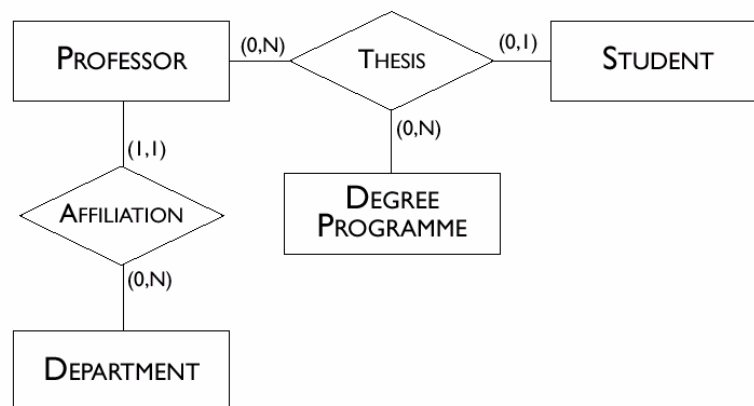 PROFESSOR
(0,N)
THESIS
(0,1)
STUDENT
(1,1)
(0,N)
AFFILIATION
DEGREE
PROGRAMME
(0,N)
DEPARTMENT